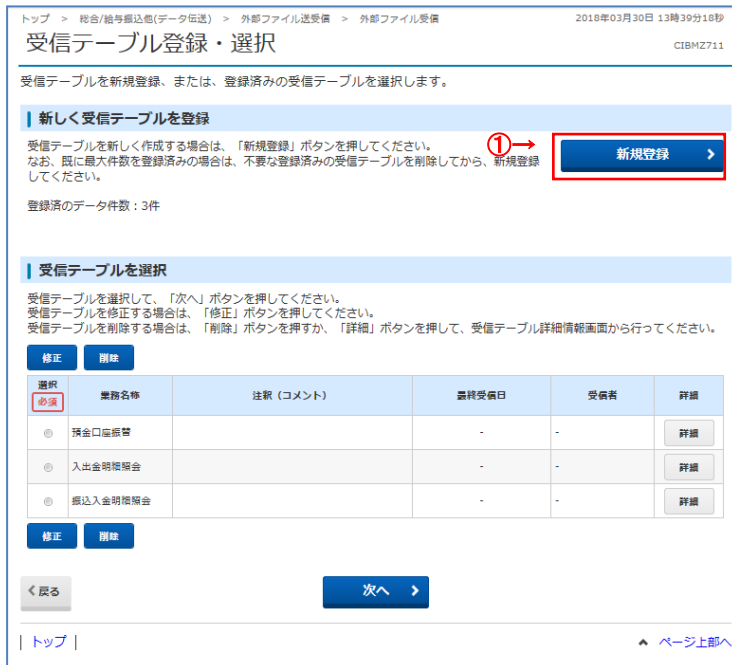 トップ > 総合/給与振込他(データ伝送) > 外部ファイル送受信 > 外部ファイル受信
2018年03月30日 13時39分18秒
受信テーブル登録・選択
CIBMZ711
受信テーブルを新規登録、または、登録済みの受信テーブルを選択します。
新しく受信テーブルを登録
受信テーブルを新しく作成する場合は、「新規登録」ボタンを押してください。
なお、既に最大件数を登録済みの場合は、不要な登録済みの受信テーブルを削除してから、新規登録
してください。
①→
新規登録
登録済のデータ件数：3件
受信テーブルを選択
受信テーブルを選択して、「次へ」ボタンを押してください。
受信テーブルを修正する場合は、「修正」ボタンを押してください。
受信テーブルを削除する場合は、「削除」ボタンを押すか、「詳細」ボタンを押して、受信テーブル詳細情報画面から行ってください。
修正 削除
選択 必須 業務名称 注釈（コメント） 最終受信日 受信者 詳細
預金口座振替 - - 詳細
入出金明細照会 - - 詳細
振込入金明細照会 - - 詳細
修正 削除
戻る 次へ
| トップ | ページ上部へ